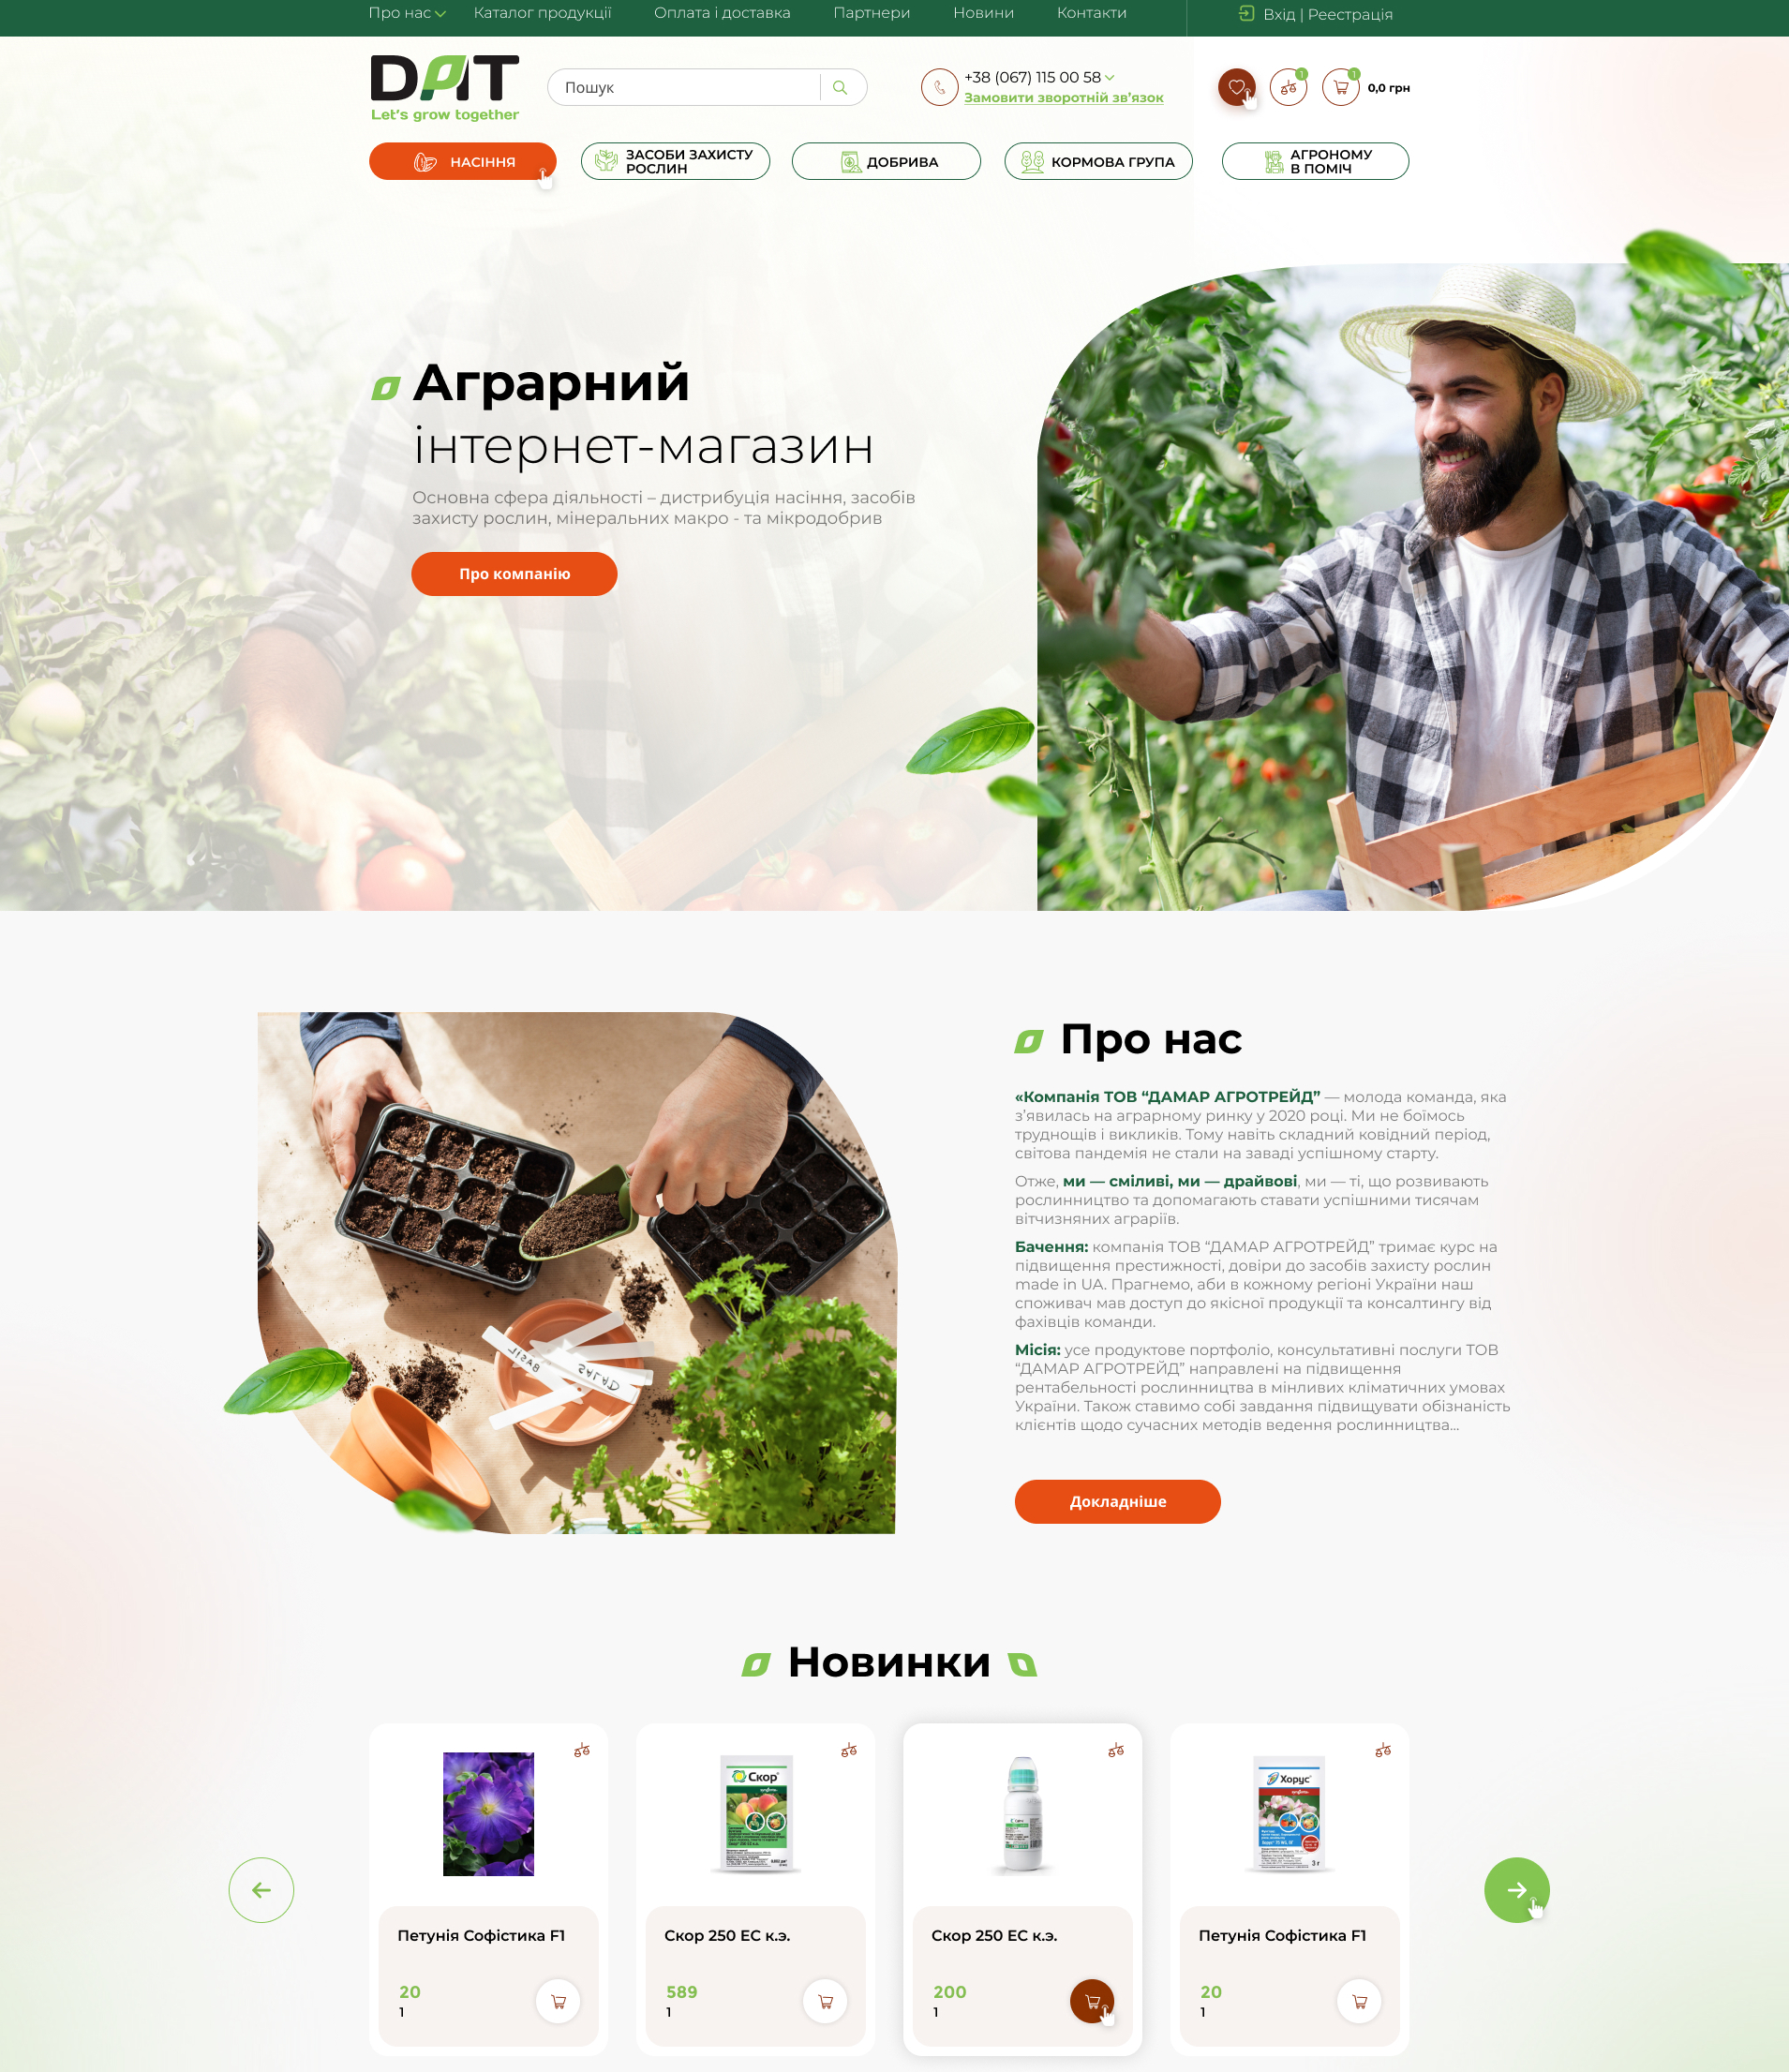 Про нас
Каталог продукції
Оплата і доставка
Партнери
Новини
Контакти
Вхід | Реестрація
DAT
Let's grow together
Пошук
+38 (067) 115 00 58
Замовити зворотній зв’язок
1
1
0,0 грн
НАСІННЯ
ЗАСОБИ ЗАХИСТУ
РОСЛИН
ДОБРИВА
КОРМОВА ГРУПА
АГРОНОМУ
В ПОМІЧ
Аграрний
інтернет-магазин
Основна сфера діяльності – дистрибуція насіння, засобів
захисту рослин, мінеральних макро - та мікродобрив
Про компанію
BASIL
SALAD
Про нас
«Компанія ТОВ “ДАМАР АГРОТРЕЙД” — молода команда, яка
з’явилась на аграрному ринку у 2020 році. Ми не боїмось
труднощів і викликів. Тому навіть складний ковідний період,
світова пандемія не стали на заваді успішному старту.
Отже, ми — сміливі, ми — драйвові, ми — ті, що розвивають
рослинництво та допомагають ставати успішними тисячам
вітчизняних аграріїв.
Бачення: компанія ТОВ “ДАМАР АГРОТРЕЙД” тримає курс на
підвищення престижності, довіри до засобів захисту рослин
made in UA. Прагнемо, аби в кожному регіоні України наш
споживач мав доступ до якісної продукції та консалтингу від
фахівців команди.
Місія: усе продуктове портфоліо, консультативні послуги ТОВ
“ДАМАР АГРОТРЕЙД” направлені на підвищення
рентабельності рослинництва в мінливих кліматичних умовах
України. Також ставимо собі завдання підвищувати обізнаність
клієнтів щодо сучасних методів ведення рослинництва...
Докладніше
Новинки
Скор
Хорус
3 г
Петунія Софістика F1
20
1
Скор 250 ЕС к.э.
589
1
Скор 250 ЕС к.э.
200
1
Петунія Софістика F1
20
1